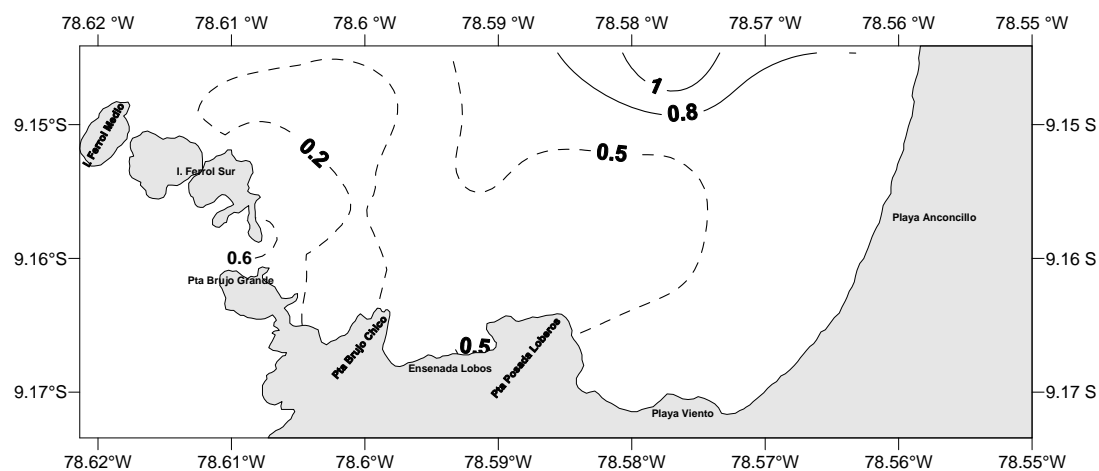 78.62 °W 78.61 °W 78.6 °W 78.59 °W 78.58 °W 78.57 °W 78.56 °W 78.55 °W
1
0.8
9.15°S
I. Ferrol Medio
0.2
0.5
9.15 S
I. Ferrol Sur
Playa Anconcillo
9.16°S
0.6
9.16 S
Pta Brujo Grande
Pta Brujo Chico
0.5
Pta Posada Loberos
Ensenada Lobos
9.17°S
9.17 S
Playa Viento
78.62°W 78.61°W 78.6°W 78.59°W 78.58°W 78.57°W 78.56°W 78.55°W